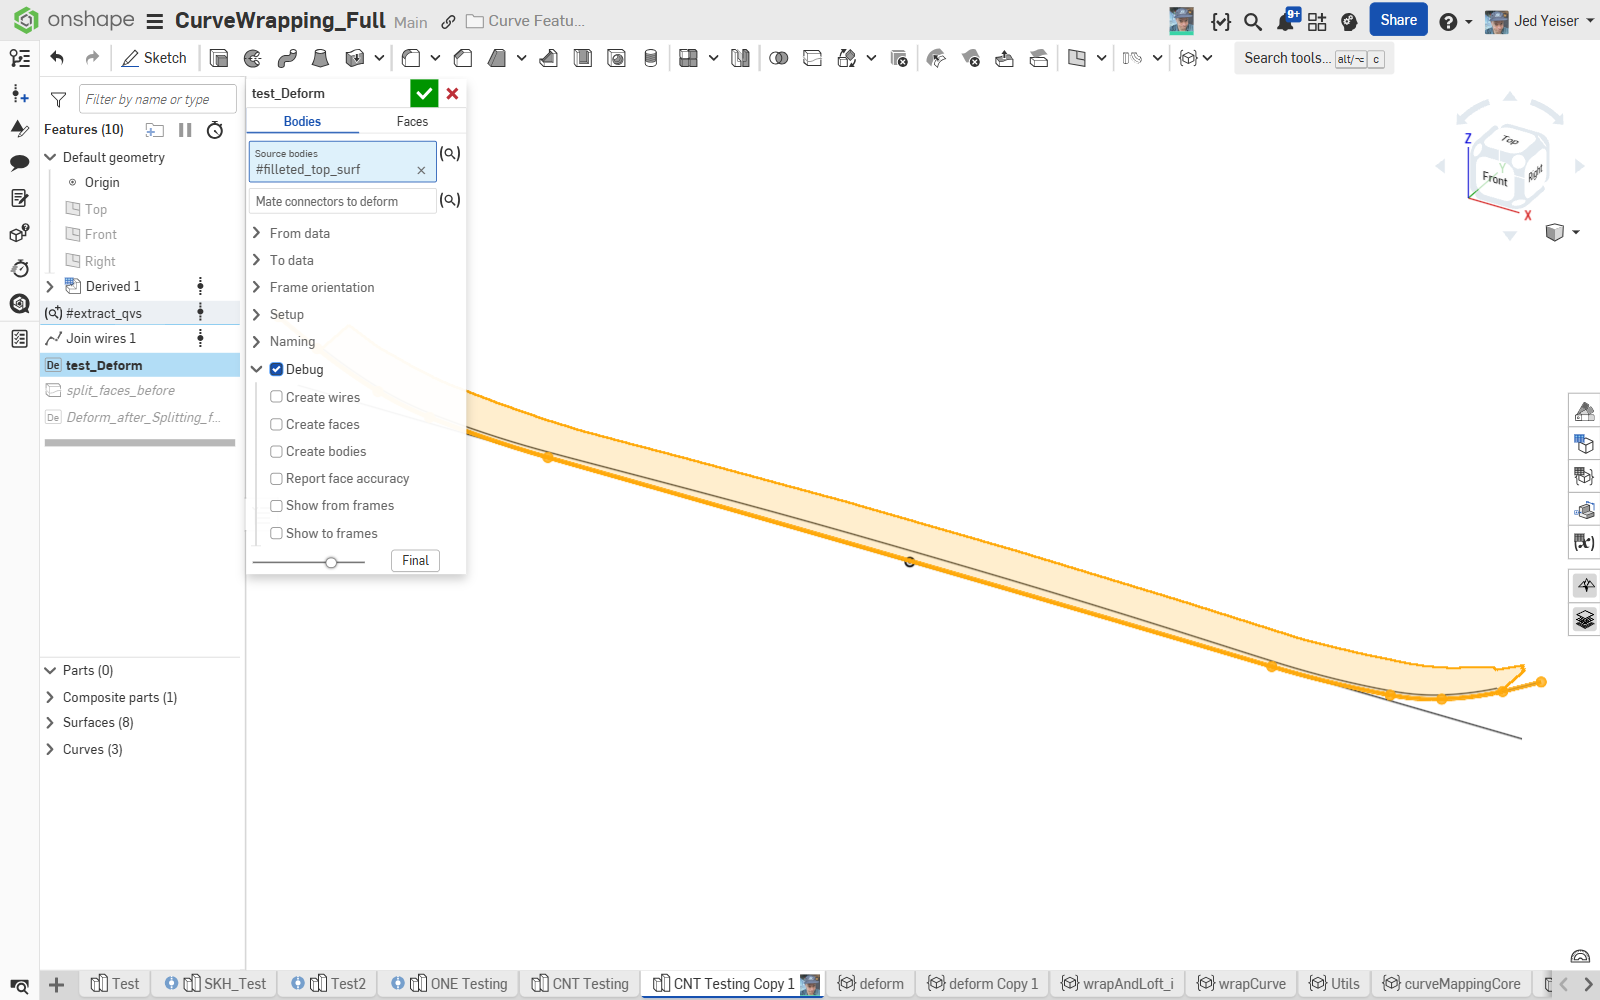 onshape
CurveWrapping_Full
Main
Curve Featu...
9+
Share
Jed Yeiser
Sketch
Search tools...
alt/⌥
c
Filter by name or type
Features (10)
Default geometry
Origin
Top
Front
Right
Derived 1
#extract_qvs
Join wires 1
De test_Deform
split_faces_before
De Deform_after_Splitting_f...
Parts (0)
Composite parts (1)
Surfaces (8)
Curves (3)
test_Deform
Bodies
Faces
Source bodies
#filleted_top_surf
Mate connectors to deform
From data
To data
Frame orientation
Setup
Naming
Debug
Create wires
Create faces
Create bodies
Report face accuracy
Show from frames
Show to frames
Final
Z
Top
Y
Front
Right
X
Test
SKH_Test
Test2
ONE Testing
CNT Testing
CNT Testing Copy 1
deform
deform Copy 1
wrapAndLoft_i
wrapCurve
Utils
curveMappingCore